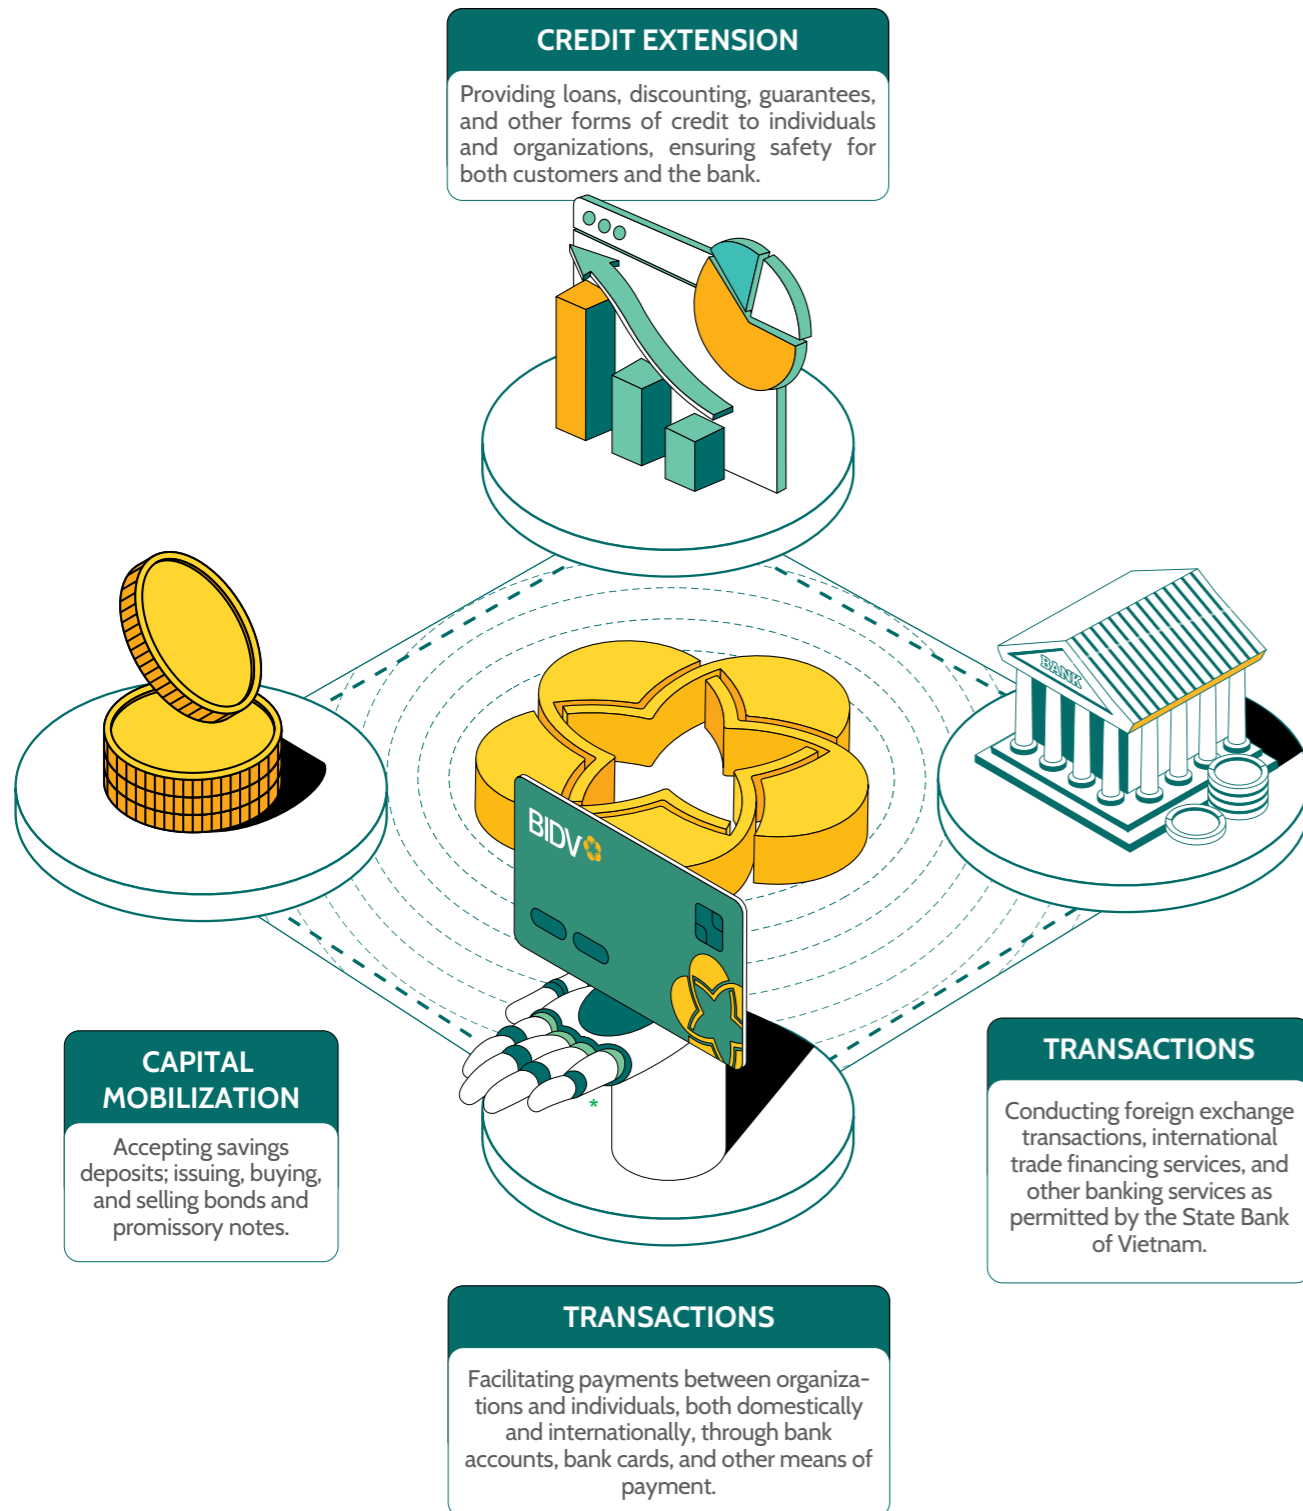 CREDIT EXTENSION
Providing loans, discounting, guarantees,
and other forms of credit to individuals
and organizations, ensuring safety for
both customers and the bank.
BANK
BIDV
CAPITAL
MOBILIZATION
Accepting savings
deposits; issuing, buying,
and selling bonds and
promissory notes.
*
TRANSACTIONS
Conducting foreign exchange
transactions, international
trade financing services, and
other banking services as
permitted by the State Bank
of Vietnam.
TRANSACTIONS
Facilitating payments between organiza-
tions and individuals, both domestically
and internationally, through bank
accounts, bank cards, and other means of
payment.